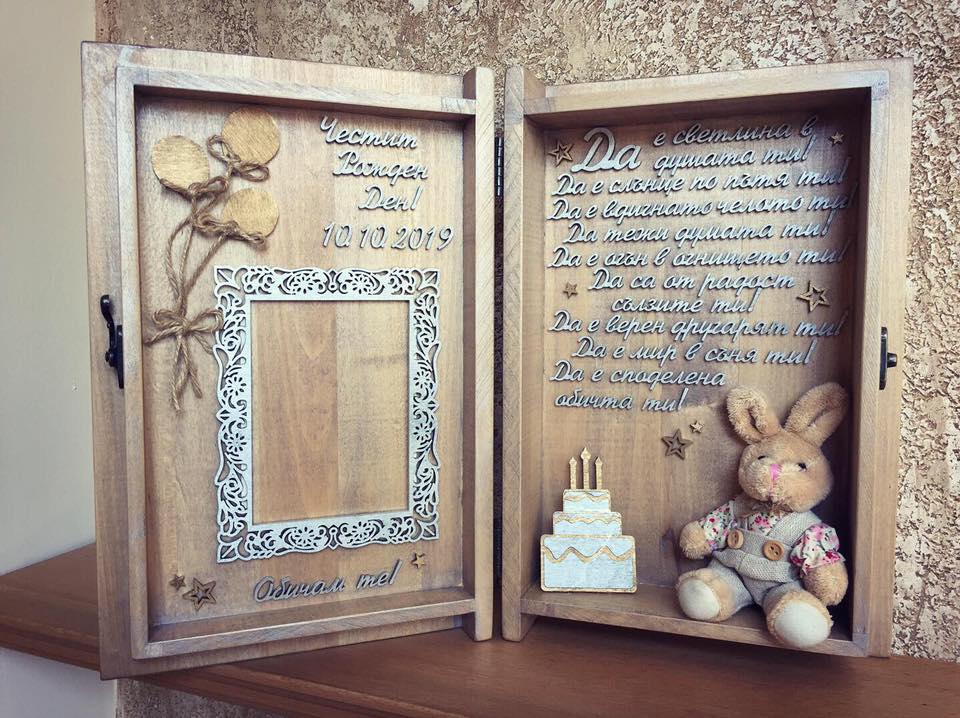 Честит
Рожден
Ден!
10.10.2019
Обичам те!
Да е светлина в
душата ти!
Да е слънце по пътя ти!
Да е вдигнато челото ти!
Да тежи думата ти!
Да е огън в огнището ти!
Да са от радост
сълзите ти!
Да е верен другарят ти!
Да е мир в съня ти!
Да е споделена
обичта ти!